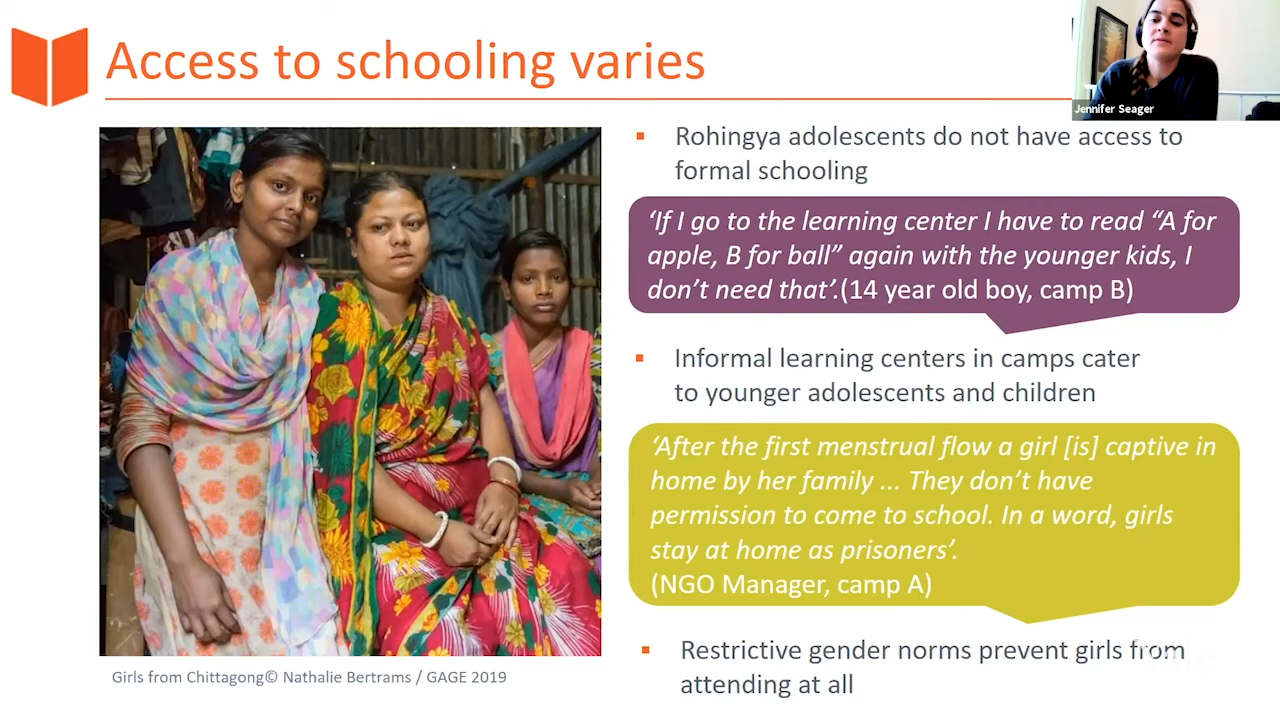 Access to schooling varies
Jennifer Seager
Rohingya adolescents do not have access to
formal schooling
‘If I go to the learning center I have to read “A for
apple, B for ball” again with the younger kids, I
don’t need that’.(14 year old boy, camp B)
Informal learning centers in camps cater
to younger adolescents and children
‘After the first menstrual flow a girl [is] captive in
home by her family ... They don’t have
permission to come to school. In a word, girls
stay at home as prisoners’.
(NGO Manager, camp A)
Restrictive gender norms prevent girls from
attending at all
Girls from Chittagong© Nathalie Bertrams / GAGE 2019